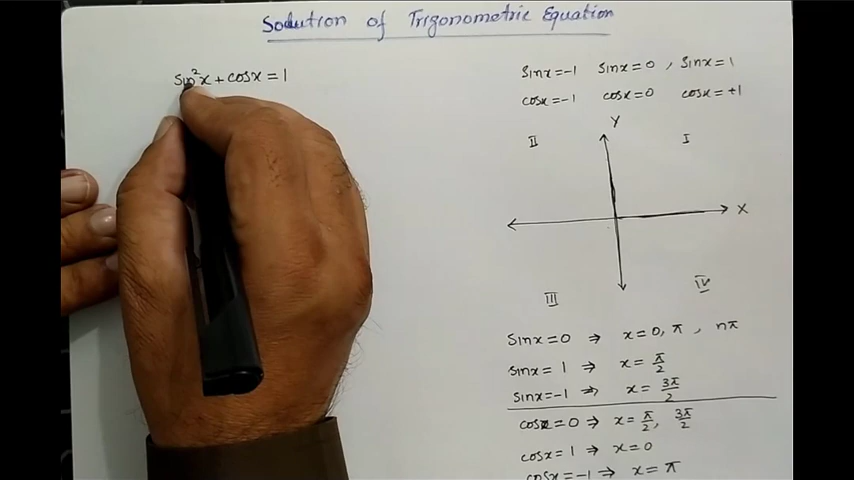 Solution of Trigonometric Equation
sin²x + cosx = 1
sinx=-1 sinx=0 , sinx=1
cosx=-1 cosx=0 cosx=+1
Y
II I
X
III IV
sinx=0 ⇒ x=0, π , nπ
sinx=1 ⇒ x=π/2
sinx=-1 ⇒ x=3π/2
cosx=0 ⇒ x=π/2, 3π/2
cosx=1 ⇒ x=0
cosx=-1 ⇒ x=π